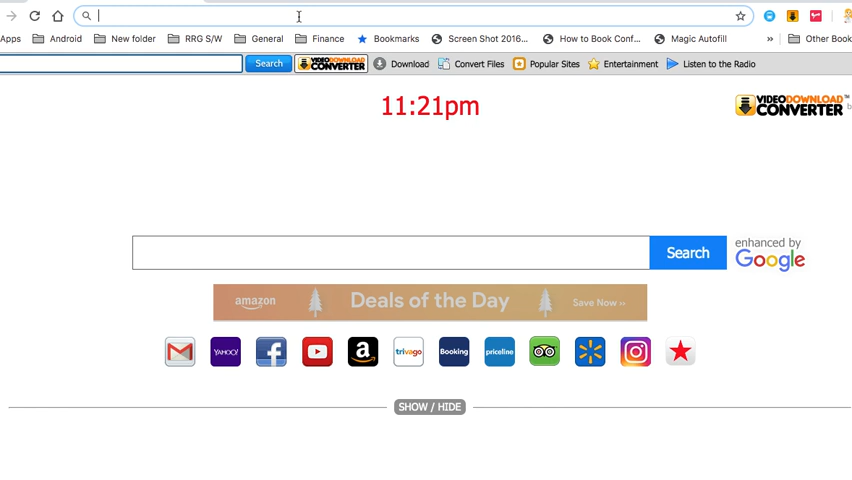 Apps Android New folder RRG S/W General Finance Bookmarks Screen Shot 2016... How to Book Conf... Magic Autofill » Other Book
Search VIDEO DOWNLOAD CONVERTER Download Convert Files Popular Sites Entertainment Listen to the Radio
11:21pm
VIDEODOWNLOAD™
CONVERTER b
Search
enhanced by
Google
amazon Deals of the Day Save Now »
YAHOO! trivago Booking priceline
SHOW / HIDE